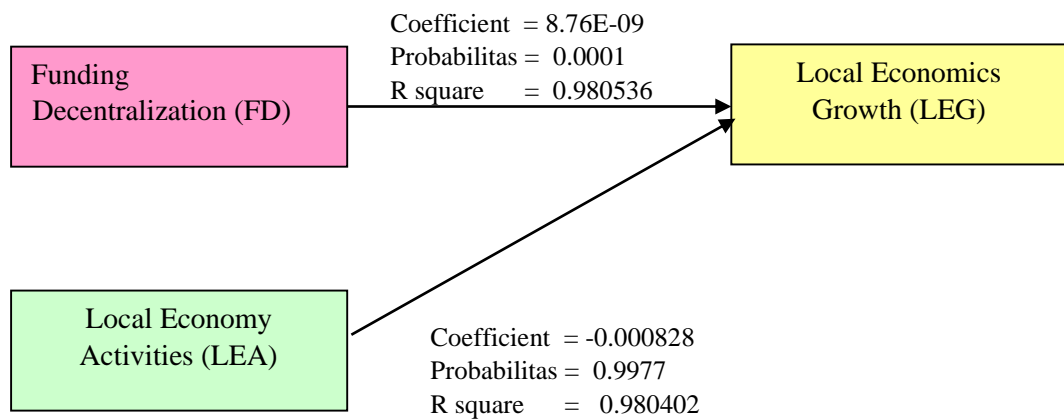 Coefficient = 8.76E-09
Probabilitas = 0.0001
R square = 0.980536
Funding
Decentralization (FD)
Local Economics
Growth (LEG)
Local Economy
Activities (LEA)
Coefficient = -0.000828
Probabilitas = 0.9977
R square = 0.980402